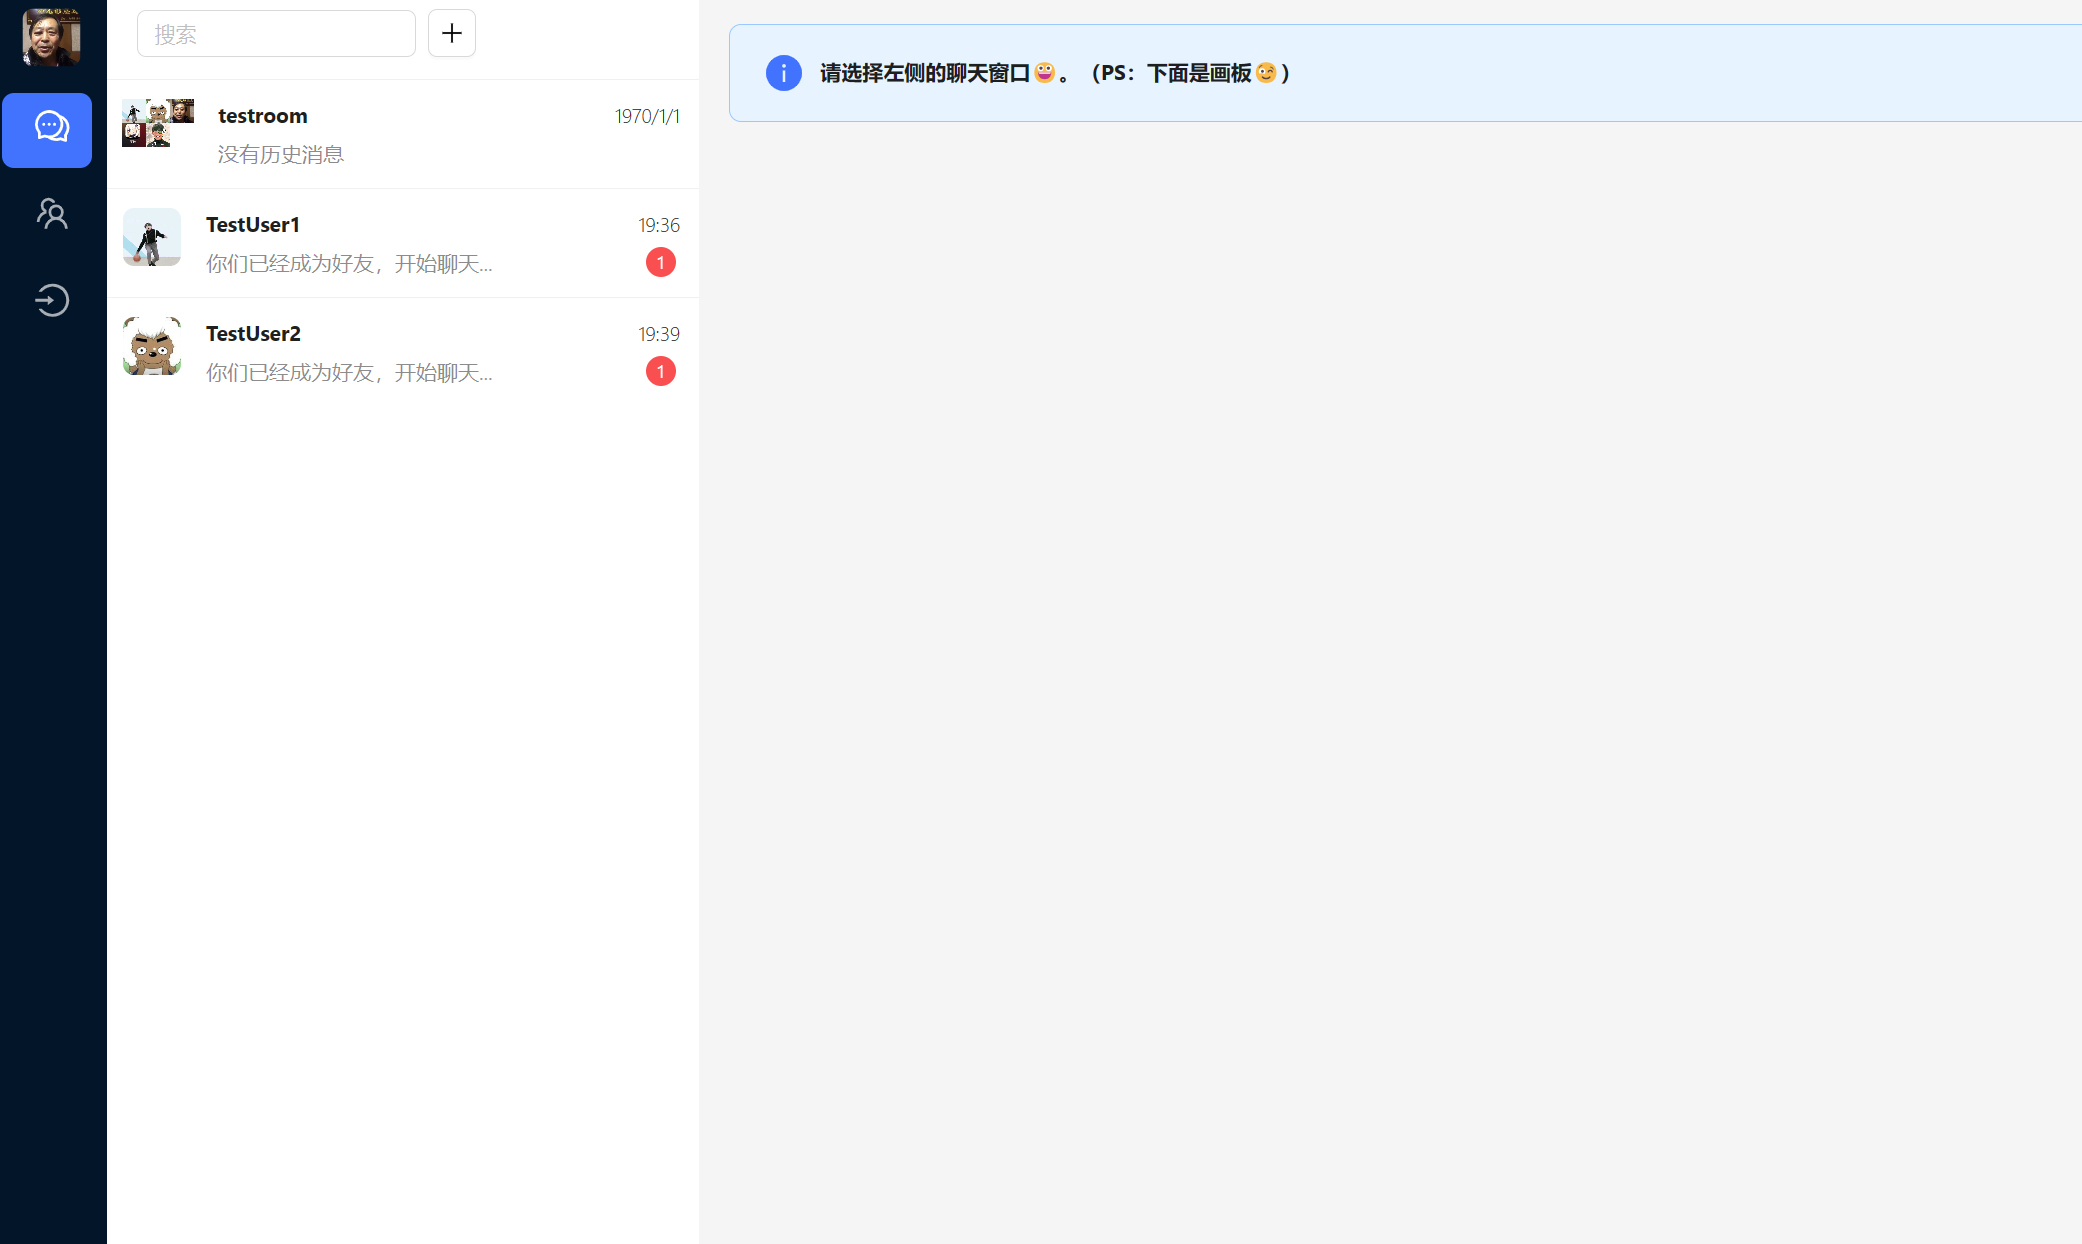 搜索
testroom
1970/1/1
没有历史消息
TestUser1
19:36
你们已经成为好友，开始聊天...
1
TestUser2
19:39
你们已经成为好友，开始聊天...
1
请选择左侧的聊天窗口😀。（PS：下面是画板😉）